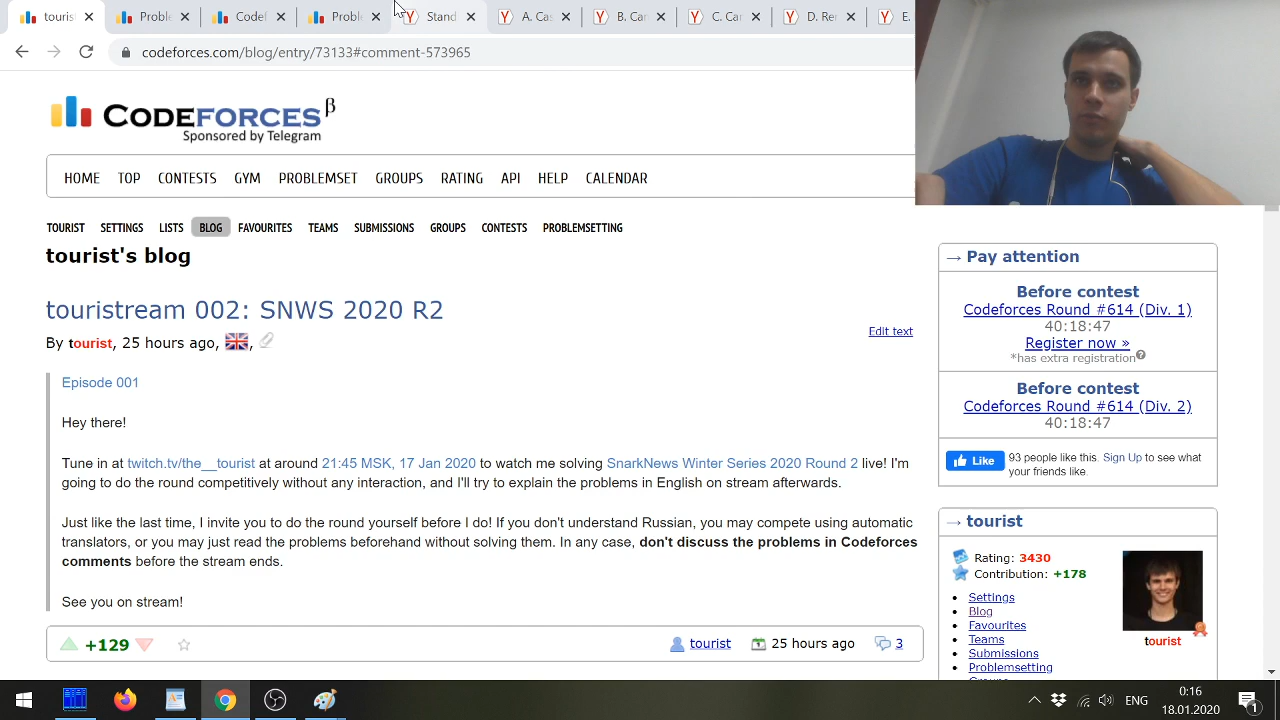 touris
Proble
Codef
Proble
Standi
A. Cas
B. Car
C. Cri
D. Rer
E.
codeforces.com/blog/entry/73133#comment-573965
CODEFORCES β
Sponsored by Telegram
HOME TOP CONTESTS GYM PROBLEMSET GROUPS RATING API HELP CALENDAR
TOURIST SETTINGS LISTS BLOG FAVOURITES TEAMS SUBMISSIONS GROUPS CONTESTS PROBLEMSETTING
tourist's blog
touristream 002: SNWS 2020 R2
By tourist, 25 hours ago, ,
Edit text
Episode 001
Hey there!
Tune in at twitch.tv/the__tourist at around 21:45 MSK, 17 Jan 2020 to watch me solving SnarkNews Winter Series 2020 Round 2 live! I'm
going to do the round competitively without any interaction, and I'll try to explain the problems in English on stream afterwards.
Just like the last time, I invite you to do the round yourself before I do! If you don't understand Russian, you may compete using automatic
translators, or you may just read the problems beforehand without solving them. In any case, don't discuss the problems in Codeforces
comments before the stream ends.
See you on stream!
+129
tourist
25 hours ago
3
→ Pay attention
Before contest
Codeforces Round #614 (Div. 1)
40:18:47
Register now »
*has extra registration?
Before contest
Codeforces Round #614 (Div. 2)
40:18:47
Like
93 people like this. Sign Up to see what
your friends like.
→ tourist
Rating: 3430
Contribution: +178
Settings
Blog
Favourites
Teams
Submissions
Problemsetting
tourist
ENG
0:16
18.01.2020
1